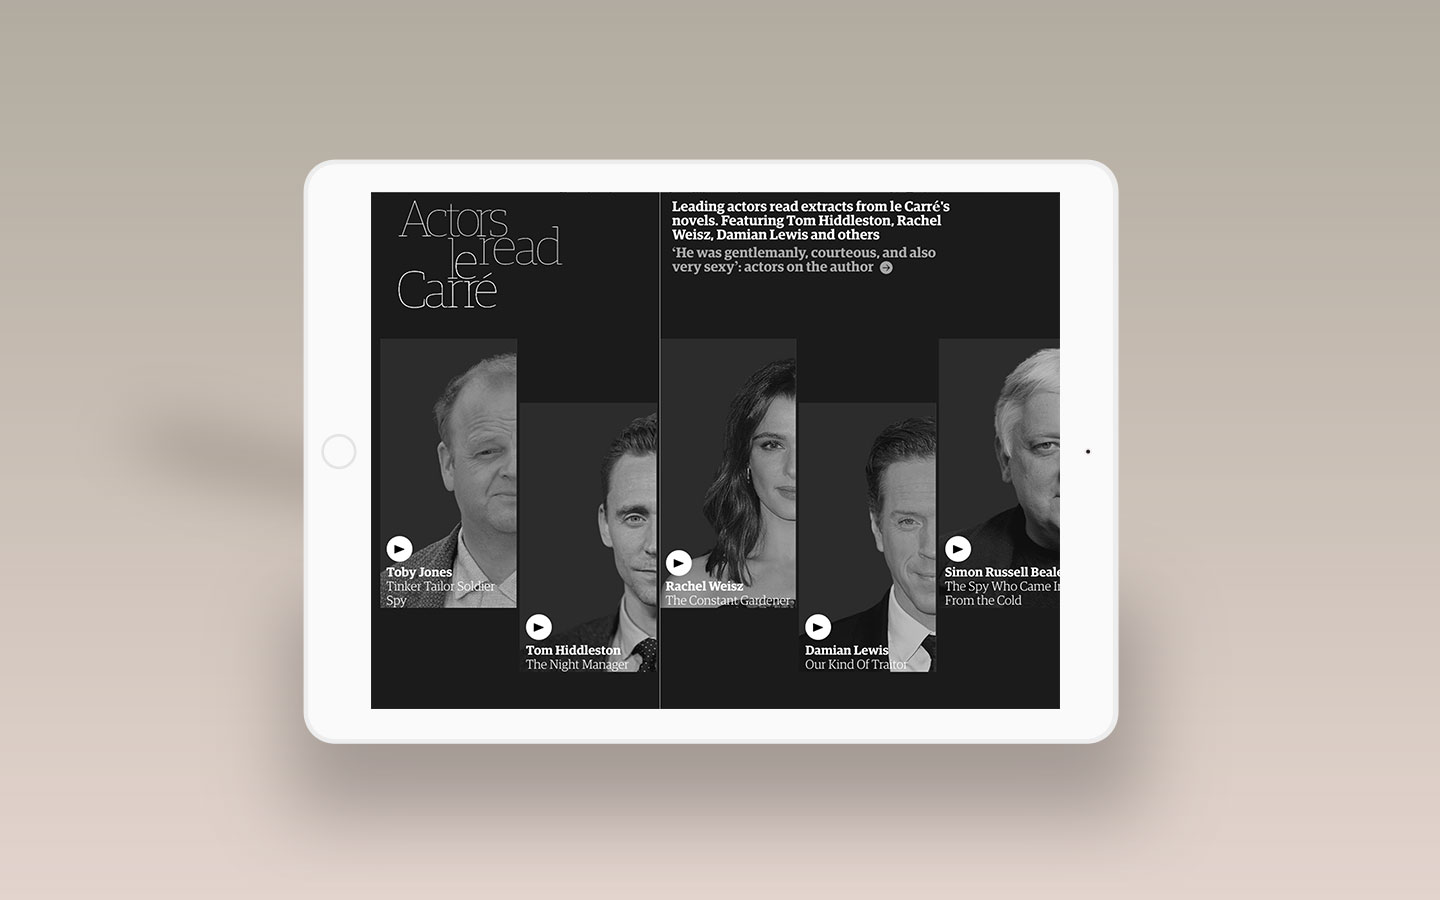 Actors
read
le
Carré
Leading actors read extracts from le Carré's
novels. Featuring Tom Hiddleston, Rachel
Weisz, Damian Lewis and others
‘He was gentlemanly, courteous, and also
very sexy’: actors on the author
Toby Jones
Tinker Tailor Soldier
Spy
Tom Hiddleston
The Night Manager
Rachel Weisz
The Constant Gardener
Damian Lewis
Our Kind Of Traitor
Simon Russell Beale
The Spy Who Came In
From the Cold